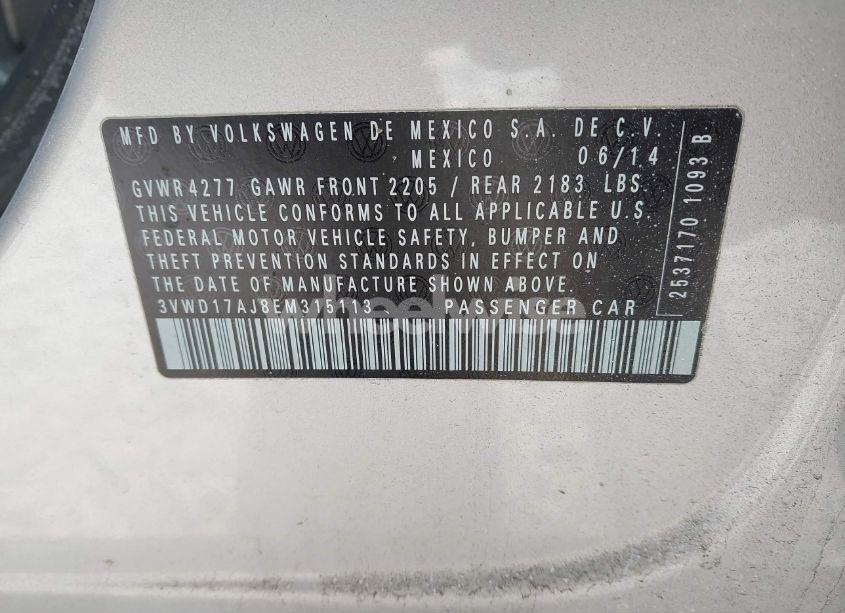 MFD BY VOLKSWAGEN DE MEXICO S.A. DE C.V.
MEXICO 06/14
GVWR 4277 GAWR FRONT 2205 / REAR 2183 LBS.
THIS VEHICLE CONFORMS TO ALL APPLICABLE U.S.
FEDERAL MOTOR VEHICLE SAFETY, BUMPER AND
THEFT PREVENTION STANDARDS IN EFFECT ON
THE DATE OF MANUFACTURE SHOWN ABOVE.
3VWD17AJ8EM315113 PASSENGER CAR
2537170 1093 B
wheelwise